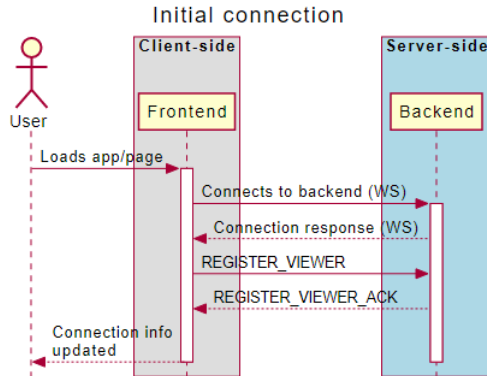 Initial connection
Client-side
Server-side
Frontend
Backend
User
Loads app/page
Connects to backend (WS)
Connection response (WS)
REGISTER_VIEWER
REGISTER_VIEWER_ACK
Connection info
updated